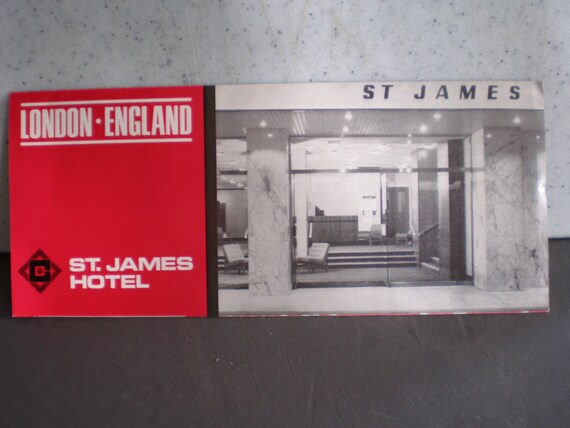 LONDON · ENGLAND
ST. JAMES
HOTEL
ST JAMES